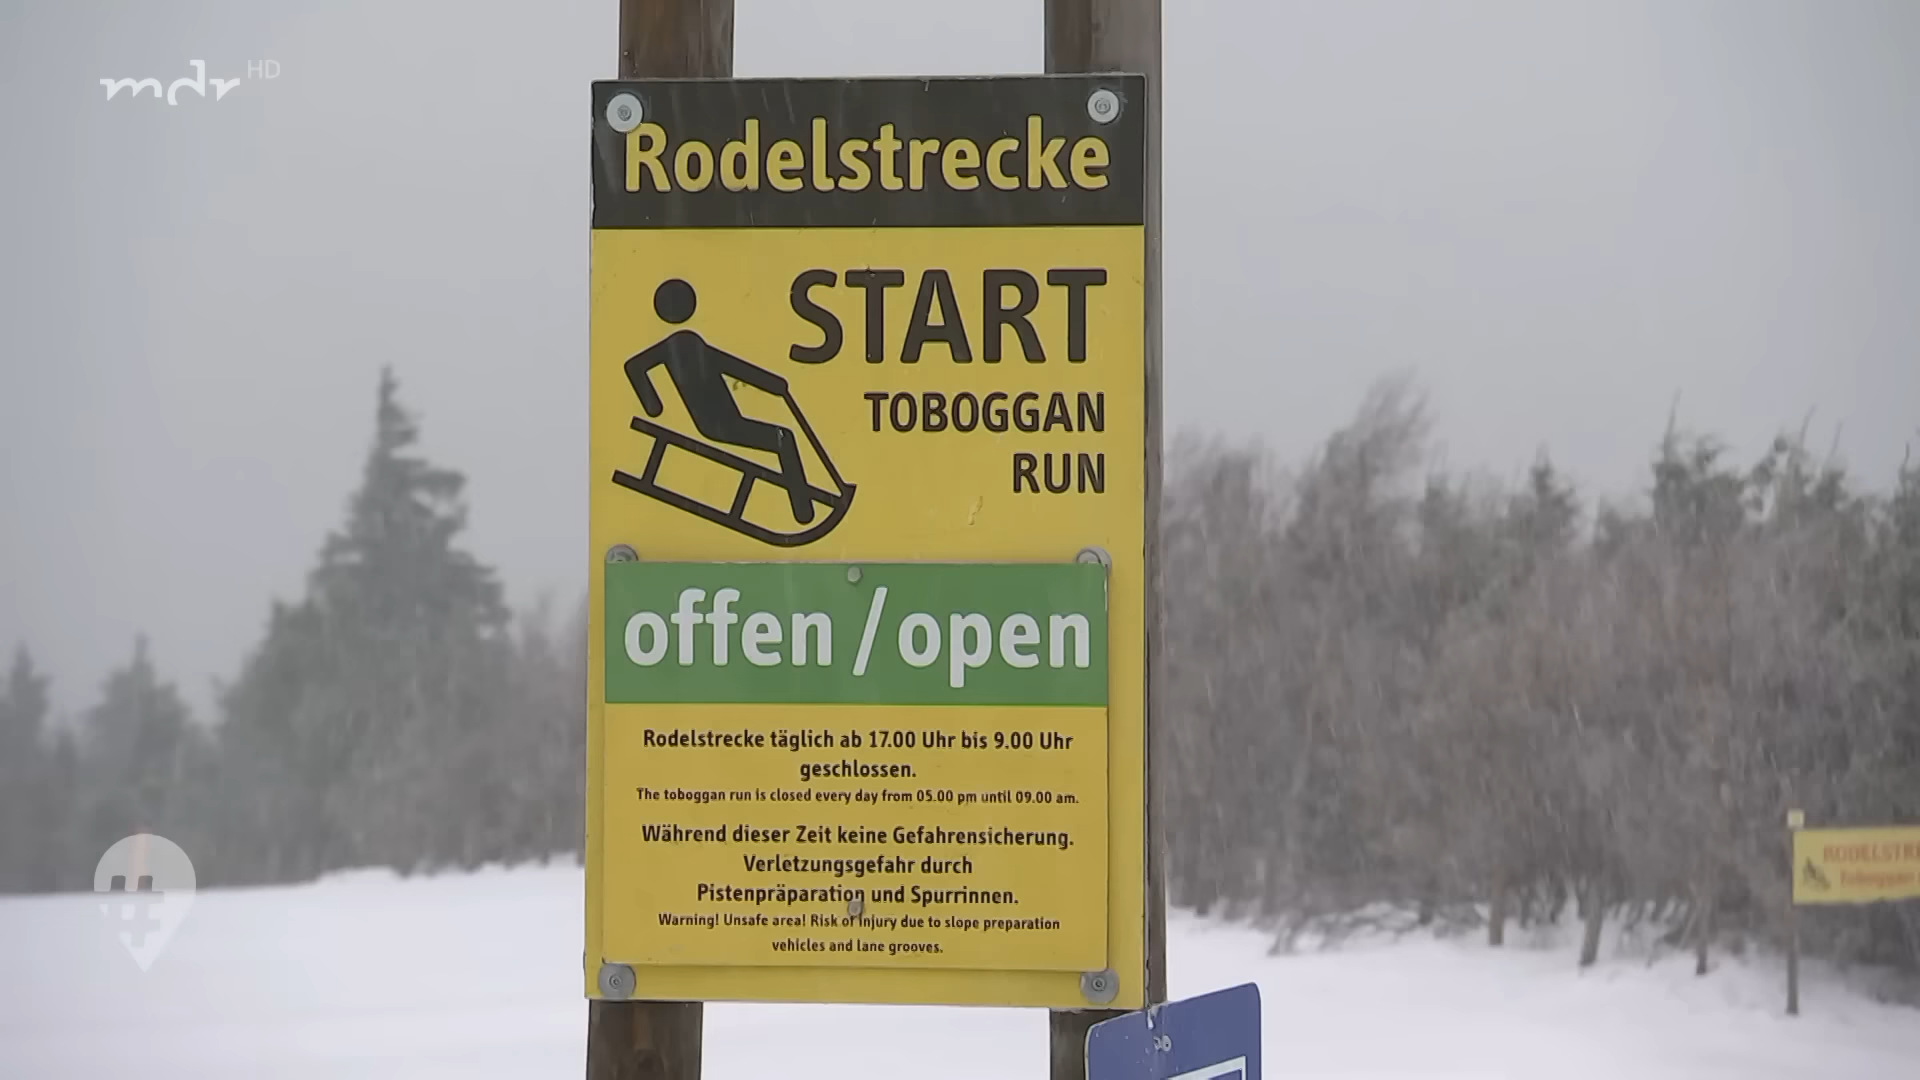 mdr HD
Rodelstrecke
START
TOBOGGAN
RUN
offen / open
Rodelstrecke täglich ab 17.00 Uhr bis 9.00 Uhr
geschlossen.
The toboggan run is closed every day from 05.00 pm until 09.00 am.
Während dieser Zeit keine Gefahrensicherung.
Verletzungsgefahr durch
Pistenpräparation und Spurrinnen.
Warning! Unsafe area! Risk of injury due to slope preparation
vehicles and lane grooves.
Toboggan